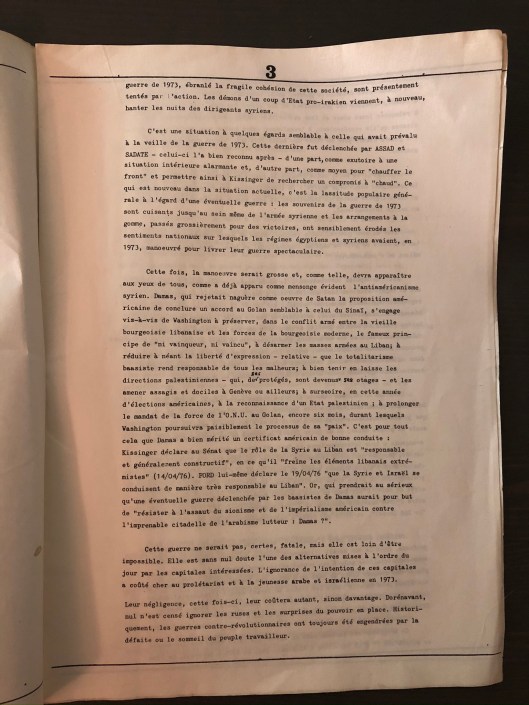 3
guerre de 1973, ébranlé la fragile cohésion de cette société, sont présentement
tentés par l'action. Les démons d'un coup d'Etat pro-irakien viennent, à nouveau,
hanter les nuits des dirigeants syriens.
C'est une situation à quelques égards semblable à celle qui avait prévalu
à la veille de la guerre de 1973. Cette dernière fut déclenchée par ASSAD et
SADATE - celui-ci l'a bien reconnu après - d'une part,comme exutoire à une
situation intérieure alarmante et, d'autre part, comme moyen pour "chauffer le
front" et permettre ainsi à Kissinger de rechercher un compromis à "chaud". Ce
qui est nouveau dans la situation actuelle, c'est la lassitude populaire géné-
rale à l'égard d'une éventuelle guerre : les souvenirs de la guerre de 1973
sont cuisants jusqu'au sein même de l'armée syrienne et les arrangements à la
gomme, passés grossièrement pour des victoires, ont sensiblement érodés les
sentiments nationaux sur lesquels les régimes égyptiens et syriens avaient, en
1973, manoeuvré pour livrer leur guerre spectaculaire.
Cette fois, la manoeuvre serait grosse et, comme telle, devra apparaître
aux yeux de tous, comme a déjà apparu comme mensonge évident l'antiaméricanisme
syrien. Damas, qui rejetait naguère comme oeuvre de Satan la proposition amé-
ricaine de conclure un accord au Golan semblable à celui du Sinaï, s'engage
vis-à-vis de Washington à préserver, dans le conflit armé entre la vieille
bourgeoisie libanaise et les forces de la bourgeoisie moderne, le fameux prin-
cipe de "ni vainqueur, ni vaincu", à désarmer les masses armées au Liban; à
réduire à néant la liberté d'expression - relative - que le totalitarisme
baasiste rend responsable de tous ses malheurs; à bien tenir en laisse les
directions palestiniennes - qui, de protégés, sont devenus ses otages - et les
amener assagis et dociles à Genève ou ailleurs; à surseoire, en cette année
d'élections américaines, à la reconnaissance d'un Etat palestinien ; à prolonger
le mandat de la force de l'O.N.U. au Golan, encore six mois, durant lesquels
Washington poursuivra paisiblement le processus de sa "paix". C'est pour tout
cela que Damas a bien mérité un certificat américain de bonne conduite :
Kissinger déclare au Sénat que le rôle de la Syrie au Liban est "responsable
et généralement constructif", en ce qu'il "freine les éléments libanais extré-
mistes" (14/04/76). FORD lui-même déclare le 19/04/76 "que la Syrie et Israël se
conduisent de manière très responsable au Liban". Or, qui prendrait au sérieux
qu'une éventuelle guerre déclenchée par les baasistes de Damas aurait pour but
de "résister à l'assaut du sionisme et de l'impérialisme américain contre
l'imprenable citadelle de l'arabisme lutteur : Damas ?".
Cette guerre ne serait pas, certes, fatale, mais elle est loin d'être
impossible. Elle est sans nul doute l'une des alternatives mises à l'ordre du
jour par les capitales intéressées. L'ignorance de l'intention de ces capitales
a coûté cher au prolétariat et à la jeunesse arabe et israélienne en 1973.
Leur négligence, cette fois-ci, leur coûtera autant, sinon davantage. Dorénavant,
nul n'est censé ignorer les ruses et les surprises du pouvoir en place. Histori-
quement, les guerres contre-révolutionnaires ont toujours été engendrées par la
défaite ou le sommeil du peuple travailleur.